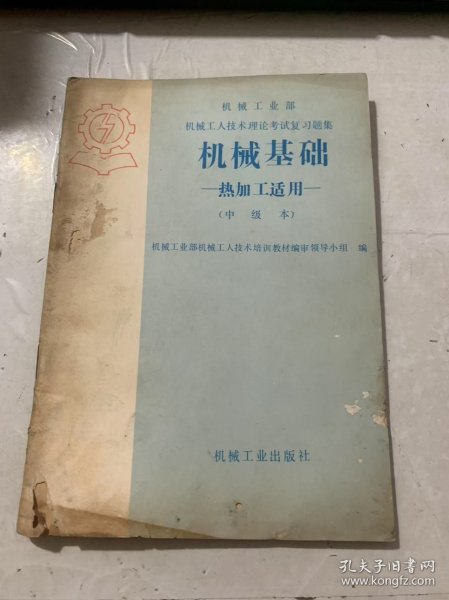 机械工业部
机械工人技术理论考试复习题集
机械基础
—热加工适用—
（中级本）
机械工业部机械工人技术培训教材编审领导小组 编
机械工业出版社
孔夫子旧书网
www.kongfz.com